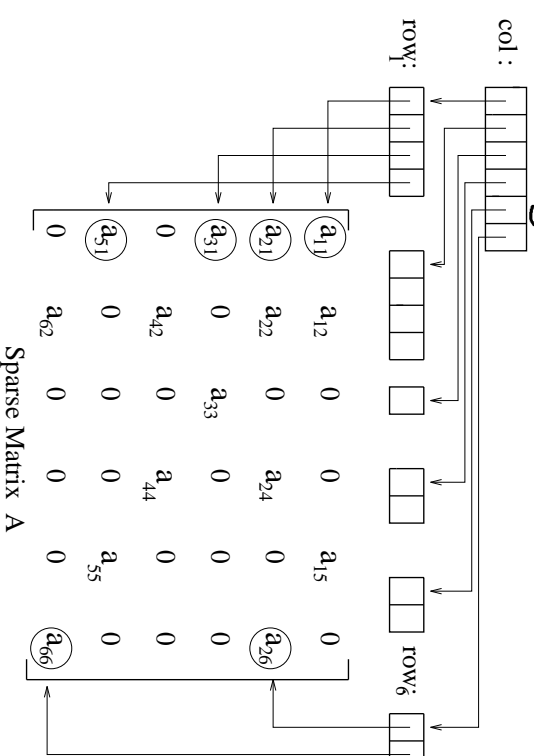 col :
row₁: row₆:
a₁₁ a₁₂ 0 0 a₁₅ 0
a₂₁ a₂₂ 0 a₂₄ 0 a₂₆
a₃₁ 0 a₃₃ 0 0 0
0 a₄₂ 0 a₄₄ 0 0
a₅₁ 0 0 0 a₅₅ 0
0 a₆₂ 0 0 0 a₆₆
Sparse Matrix A